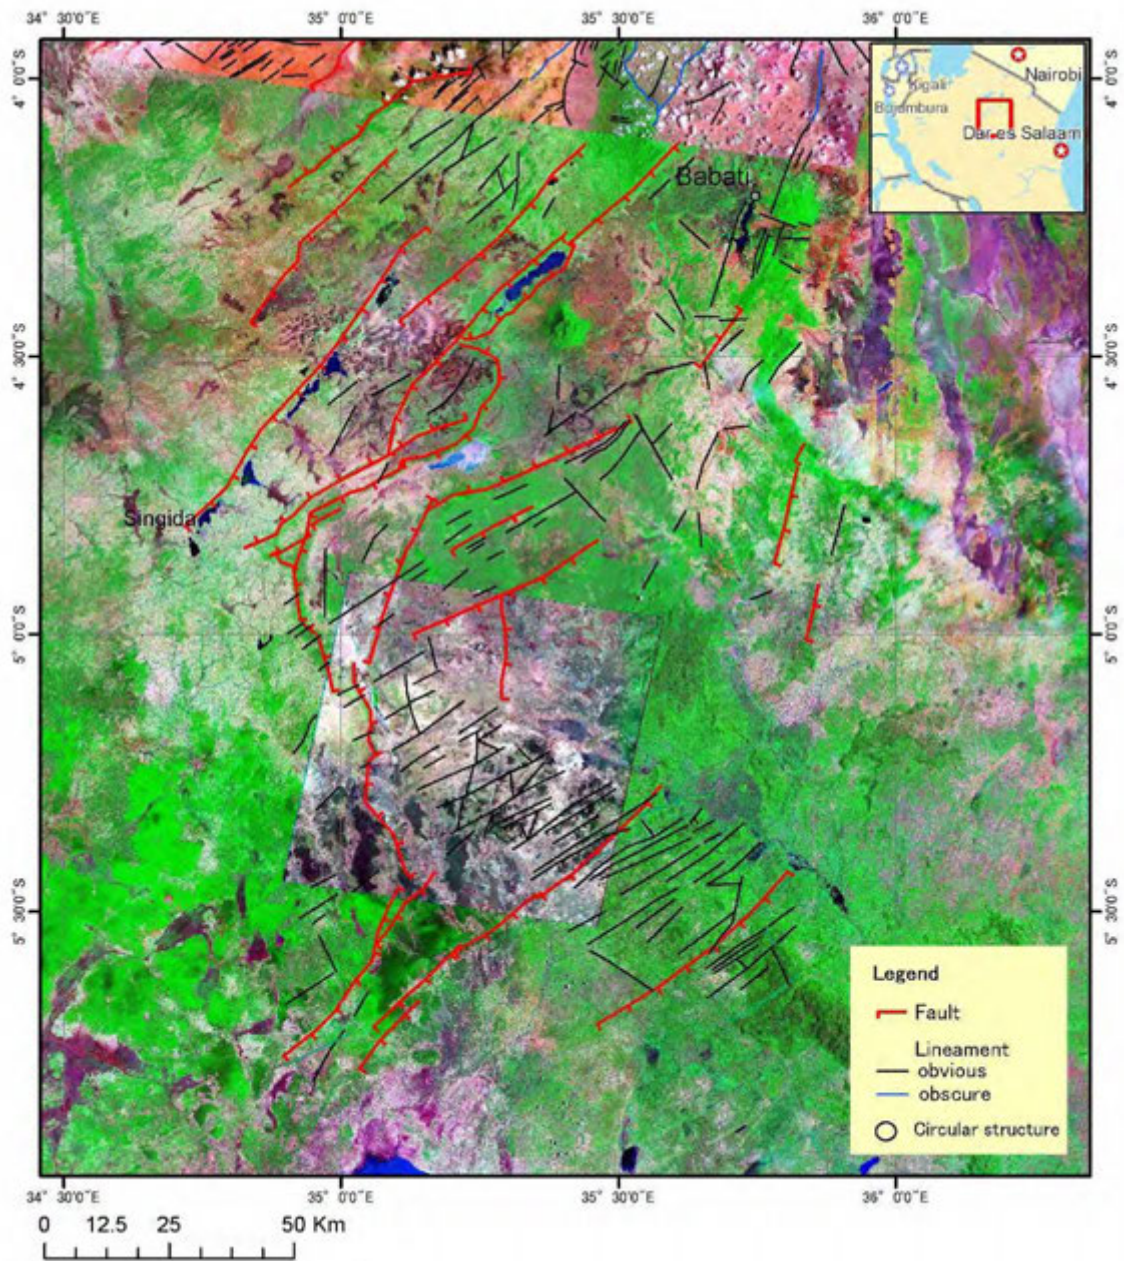 34° 30'0"E
35° 0'0"E
35° 30'0"E
36° 0'0"E
4° 0'0"S
4° 0'0"S
Nairobi
Kigali
Bujumbura
Dar es Salaam
Babati
4° 30'0"S
4° 30'0"S
Singida
5° 0'0"S
5° 0'0"S
5° 30'0"S
5° 30'0"S
Legend
Fault
Lineament
obvious
obscure
Circular structure
34° 30'0"E
35° 0'0"E
35° 30'0"E
36° 0'0"E
0 12.5 25 50 Km